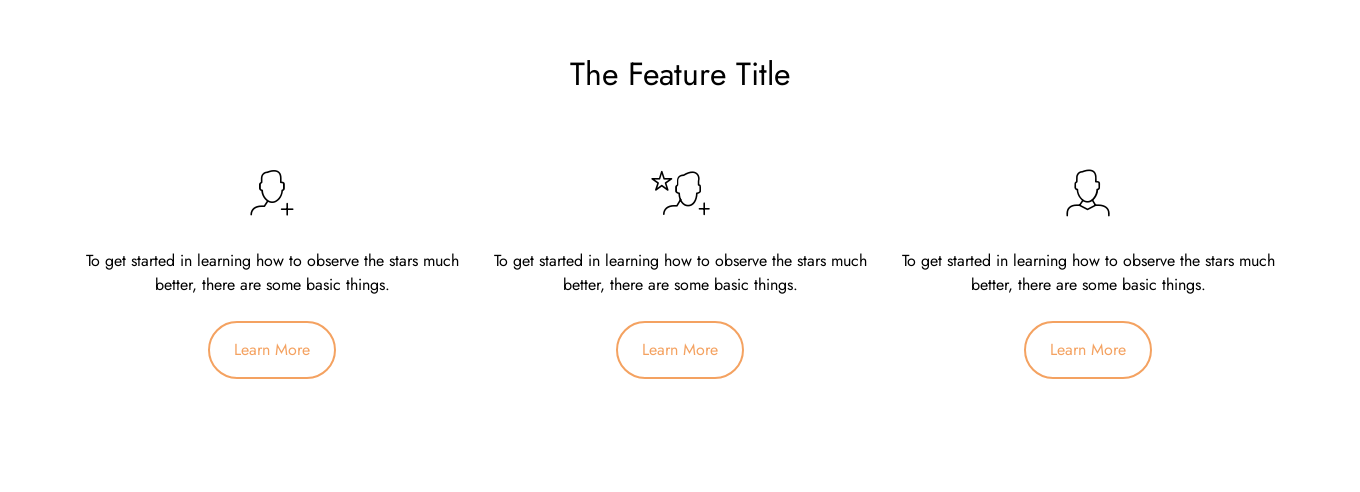 The Feature Title
To get started in learning how to observe the stars much
better, there are some basic things.
Learn More
To get started in learning how to observe the stars much
better, there are some basic things.
Learn More
To get started in learning how to observe the stars much
better, there are some basic things.
Learn More